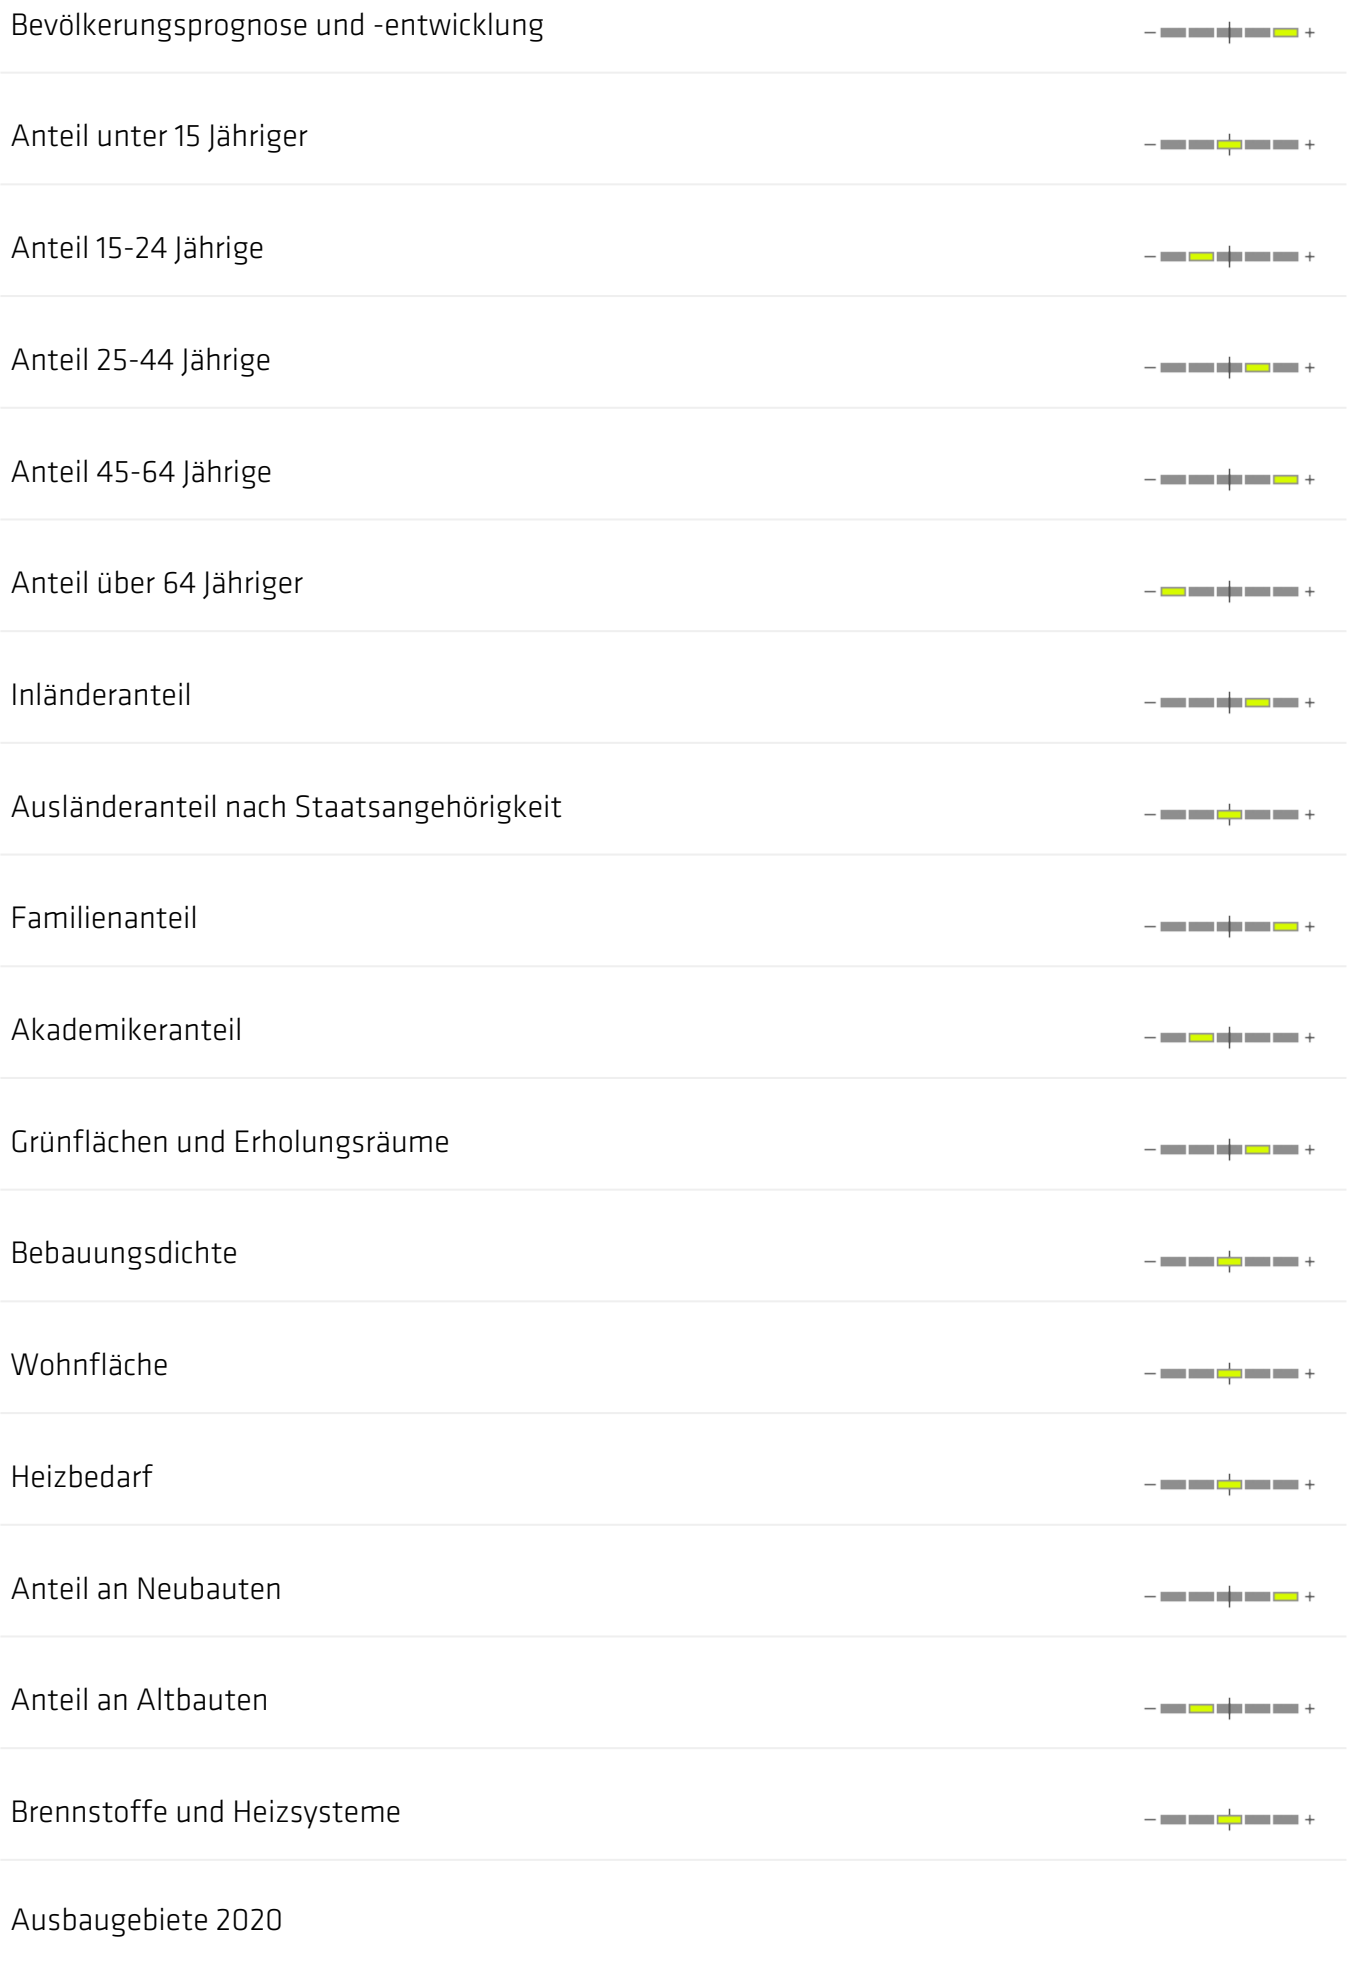 Bevölkerungsprognose und -entwicklung
− +
Anteil unter 15 Jähriger
− +
Anteil 15-24 Jährige
− +
Anteil 25-44 Jährige
− +
Anteil 45-64 Jährige
− +
Anteil über 64 Jähriger
− +
Inländeranteil
− +
Ausländeranteil nach Staatsangehörigkeit
− +
Familienanteil
− +
Akademikeranteil
− +
Grünflächen und Erholungsräume
− +
Bebauungsdichte
− +
Wohnfläche
− +
Heizbedarf
− +
Anteil an Neubauten
− +
Anteil an Altbauten
− +
Brennstoffe und Heizsysteme
− +
Ausbaugebiete 2020